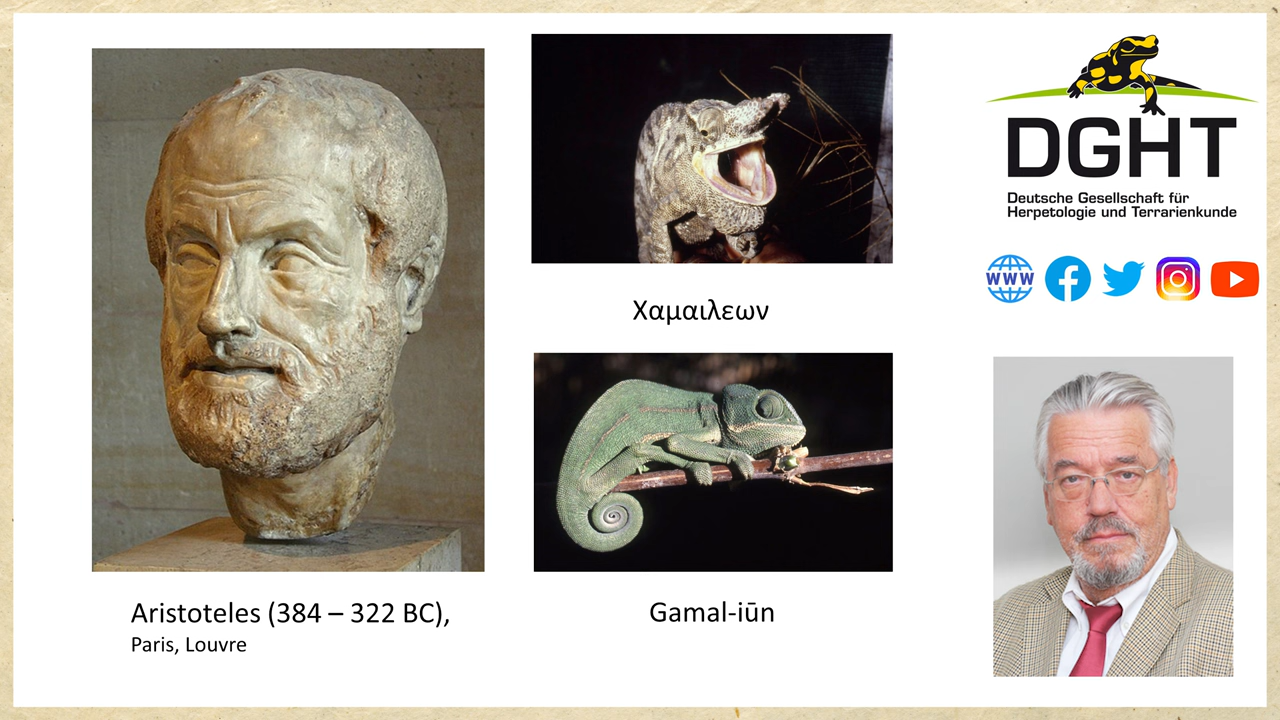 Χαμαιλεων
Gamal-iūn
Aristoteles (384 – 322 BC),
Paris, Louvre
DGHT
Deutsche Gesellschaft für
Herpetologie und Terrarienkunde
WWW